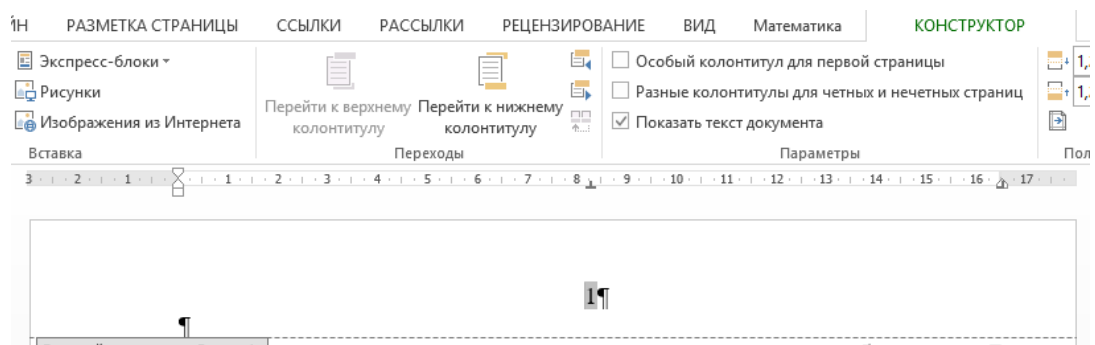 ЙН РАЗМЕТКА СТРАНИЦЫ ССЫЛКИ РАССЫЛКИ РЕЦЕНЗИРОВАНИЕ ВИД Математика КОНСТРУКТОР
Экспресс-блоки
Рисунки
Изображения из Интернета
Вставка
Перейти к верхнему колонтитулу
Перейти к нижнему колонтитулу
Переходы
Особый колонтитул для первой страницы
Разные колонтитулы для четных и нечетных страниц
Показать текст документа
Параметры
1,
1,
Пол
3 2 1 1 2 3 4 5 6 7 8 9 10 11 12 13 14 15 16 17
1¶
¶